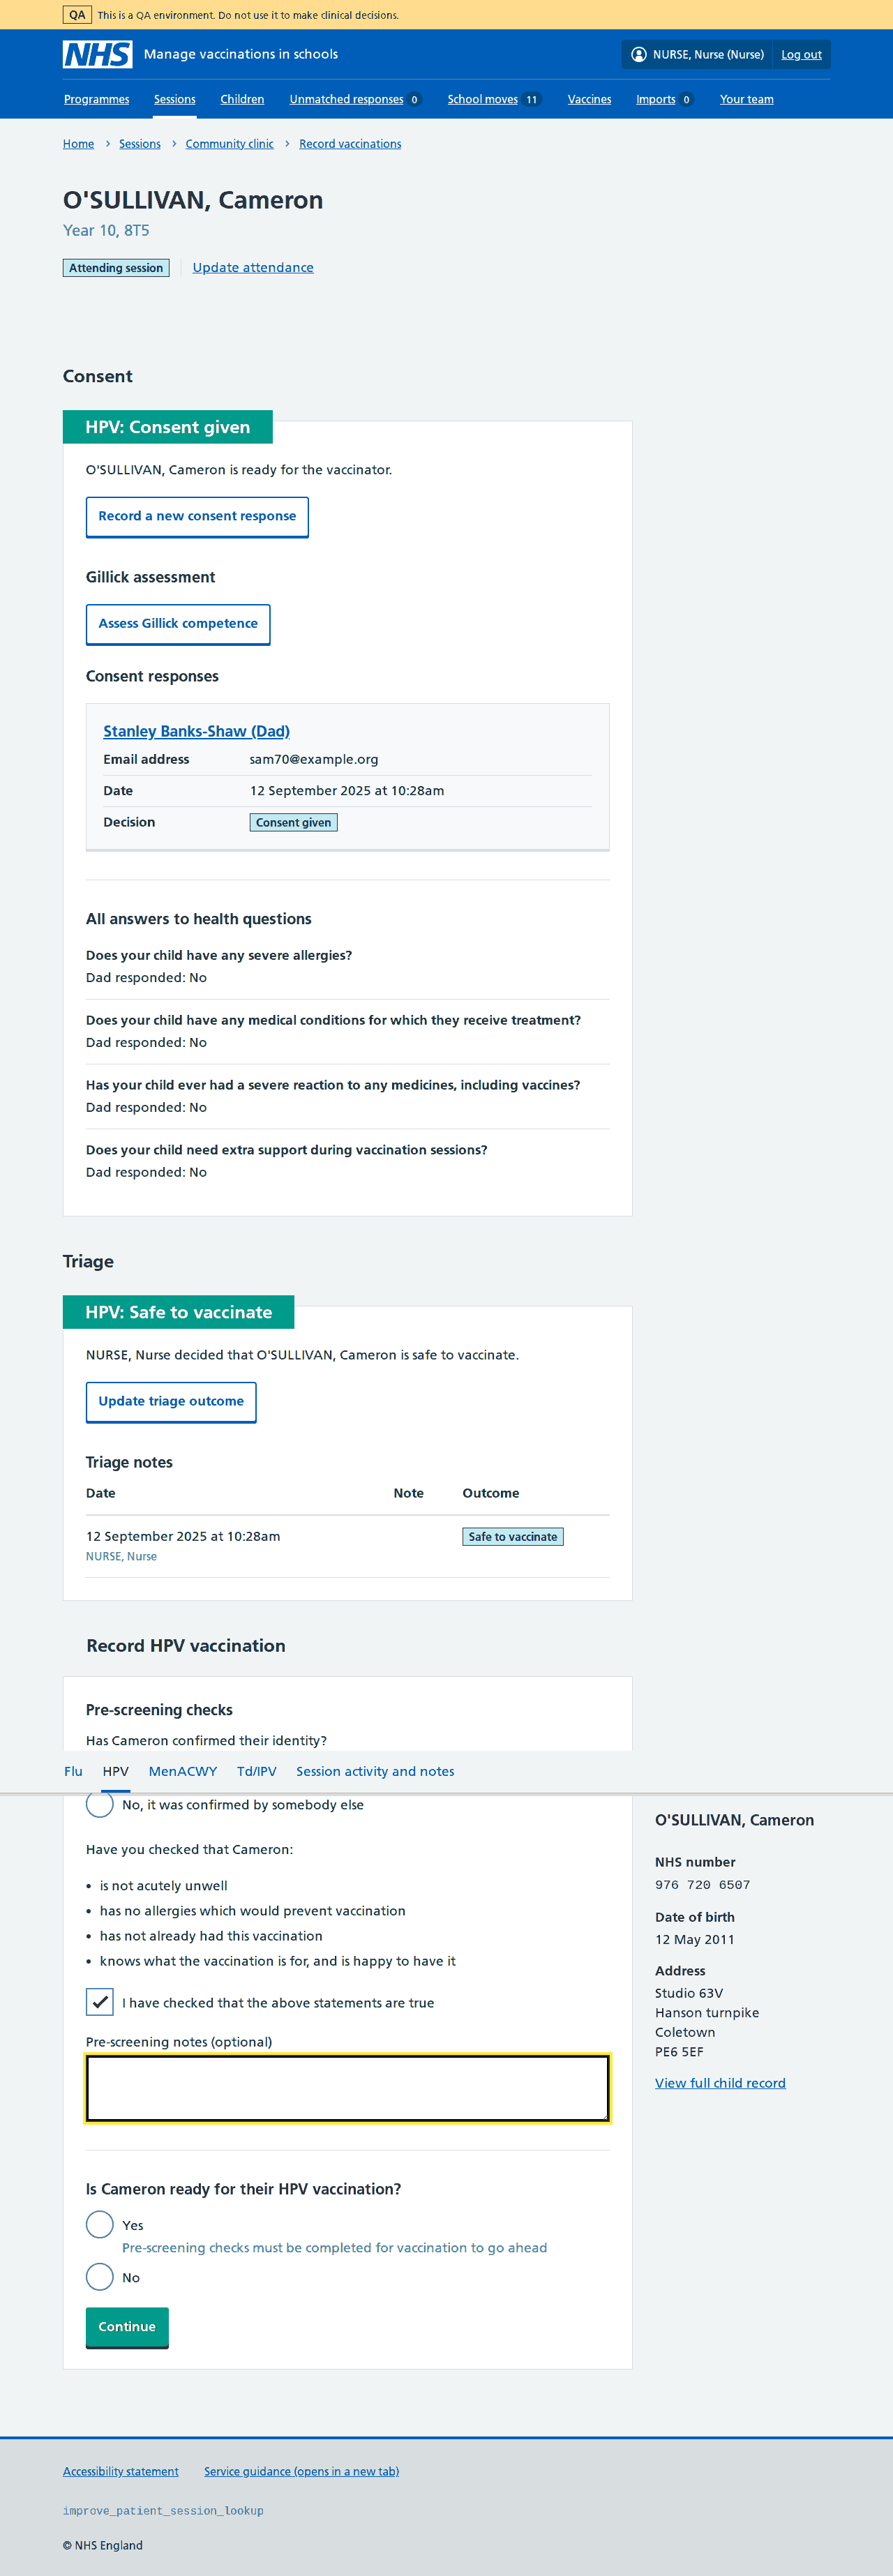 QA This is a QA environment. Do not use it to make clinical decisions.
NHS Manage vaccinations in schools NURSE, Nurse (Nurse) Log out
Programmes Sessions Children Unmatched responses 0 School moves 11 Vaccines Imports 0 Your team
Home Sessions Community clinic Record vaccinations
O'SULLIVAN, Cameron
Year 10, 8T5
Attending session Update attendance
Consent
HPV: Consent given
O'SULLIVAN, Cameron is ready for the vaccinator.
Record a new consent response
Gillick assessment
Assess Gillick competence
Consent responses
Stanley Banks-Shaw (Dad)
Email address sam70@example.org
Date 12 September 2025 at 10:28am
Decision Consent given
All answers to health questions
Does your child have any severe allergies?
Dad responded: No
Does your child have any medical conditions for which they receive treatment?
Dad responded: No
Has your child ever had a severe reaction to any medicines, including vaccines?
Dad responded: No
Does your child need extra support during vaccination sessions?
Dad responded: No
Triage
HPV: Safe to vaccinate
NURSE, Nurse decided that O'SULLIVAN, Cameron is safe to vaccinate.
Update triage outcome
Triage notes
Date Note Outcome
12 September 2025 at 10:28am Safe to vaccinate
NURSE, Nurse
Record HPV vaccination
Pre-screening checks
Has Cameron confirmed their identity?
Flu HPV MenACWY Td/IPV Session activity and notes
No, it was confirmed by somebody else
Have you checked that Cameron:
is not acutely unwell
has no allergies which would prevent vaccination
has not already had this vaccination
knows what the vaccination is for, and is happy to have it
I have checked that the above statements are true
Pre-screening notes (optional)
Is Cameron ready for their HPV vaccination?
Yes
Pre-screening checks must be completed for vaccination to go ahead
No
Continue
O'SULLIVAN, Cameron
NHS number
976 720 6507
Date of birth
12 May 2011
Address
Studio 63V
Hanson turnpike
Coletown
PE6 5EF
View full child record
Accessibility statement Service guidance (opens in a new tab)
improve_patient_session_lookup
© NHS England